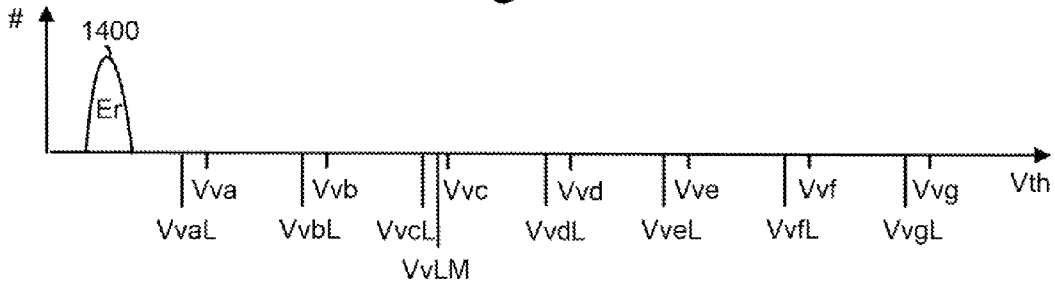 #
1400
Er
Vva Vvb Vvc Vvd Vve Vvf Vvg Vth
VvaL VvbL VvcL VvdL VveL VvfL VvgL
VvLM